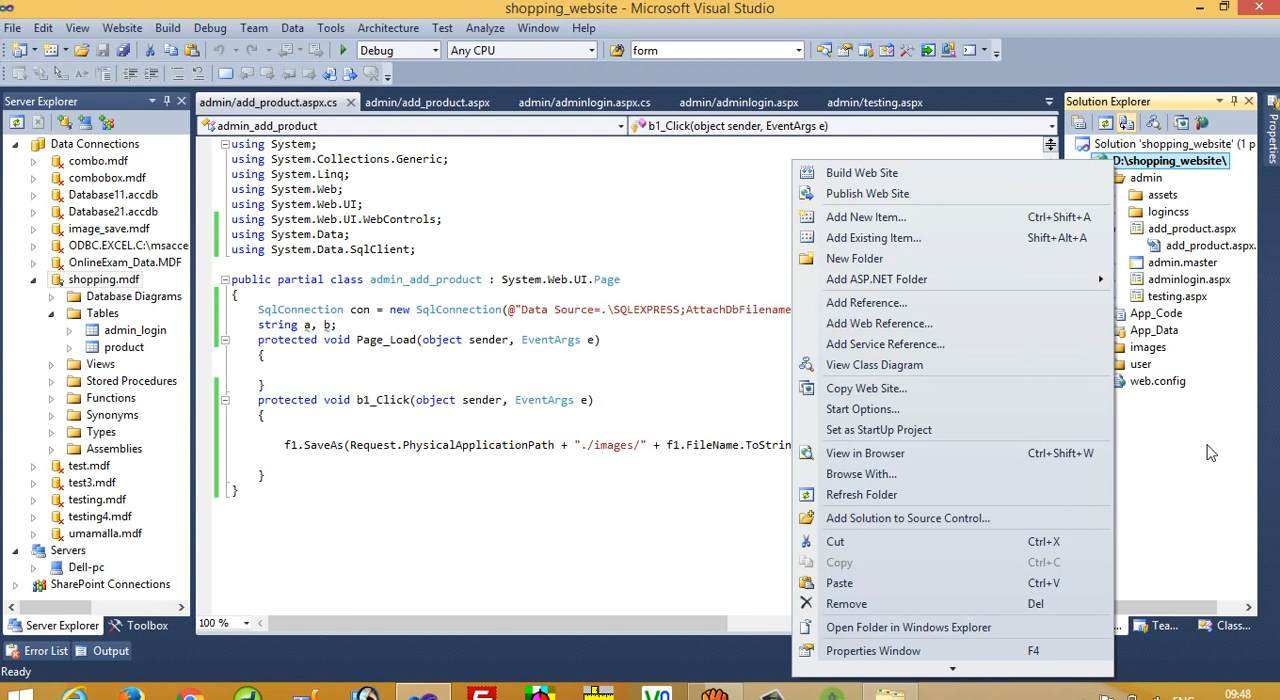 shopping_website - Microsoft Visual Studio
File Edit View Website Build Debug Team Data Tools Architecture Test Analyze Window Help
Debug Any CPU form
Server Explorer
Data Connections
combo.mdf
combobox.mdf
Database11.accdb
Database21.accdb
image_save.mdf
ODBC.EXCEL.C:\msacce
OnlineExam_Data.MDF
shopping.mdf
Database Diagrams
Tables
admin_login
product
Views
Stored Procedures
Functions
Synonyms
Types
Assemblies
test.mdf
test3.mdf
testing.mdf
testing4.mdf
umamalla.mdf
Servers
Dell-pc
SharePoint Connections
Server Explorer Toolbox
Error List Output
Ready
admin/add_product.aspx.cs admin/add_product.aspx admin/adminlogin.aspx.cs admin/adminlogin.aspx admin/testing.aspx
admin_add_product b1_Click(object sender, EventArgs e)
using System;
using System.Collections.Generic;
using System.Linq;
using System.Web;
using System.Web.UI;
using System.Web.UI.WebControls;
using System.Data;
using System.Data.SqlClient;
public partial class admin_add_product : System.Web.UI.Page
{
SqlConnection con = new SqlConnection(@"Data Source=.\SQLEXPRESS;AttachDbFilename
string a, b;
protected void Page_Load(object sender, EventArgs e)
{
}
protected void b1_Click(object sender, EventArgs e)
{
f1.SaveAs(Request.PhysicalApplicationPath + "./images/" + f1.FileName.ToString
}
}
100 %
Build Web Site
Publish Web Site
Add New Item... Ctrl+Shift+A
Add Existing Item... Shift+Alt+A
New Folder
Add ASP.NET Folder
Add Reference...
Add Web Reference...
Add Service Reference...
View Class Diagram
Copy Web Site...
Start Options...
Set as StartUp Project
View in Browser Ctrl+Shift+W
Browse With...
Refresh Folder
Add Solution to Source Control...
Cut Ctrl+X
Copy Ctrl+C
Paste Ctrl+V
Remove Del
Open Folder in Windows Explorer
Properties Window F4
Solution Explorer
Solution 'shopping_website' (1 p
D:\shopping_website\
admin
assets
logincss
add_product.aspx
add_product.aspx.
admin.MDF
adminlogin.aspx
testing.aspx
App_Code
App_Data
images
user
web.config
Tea... Class...
Properties
09:48